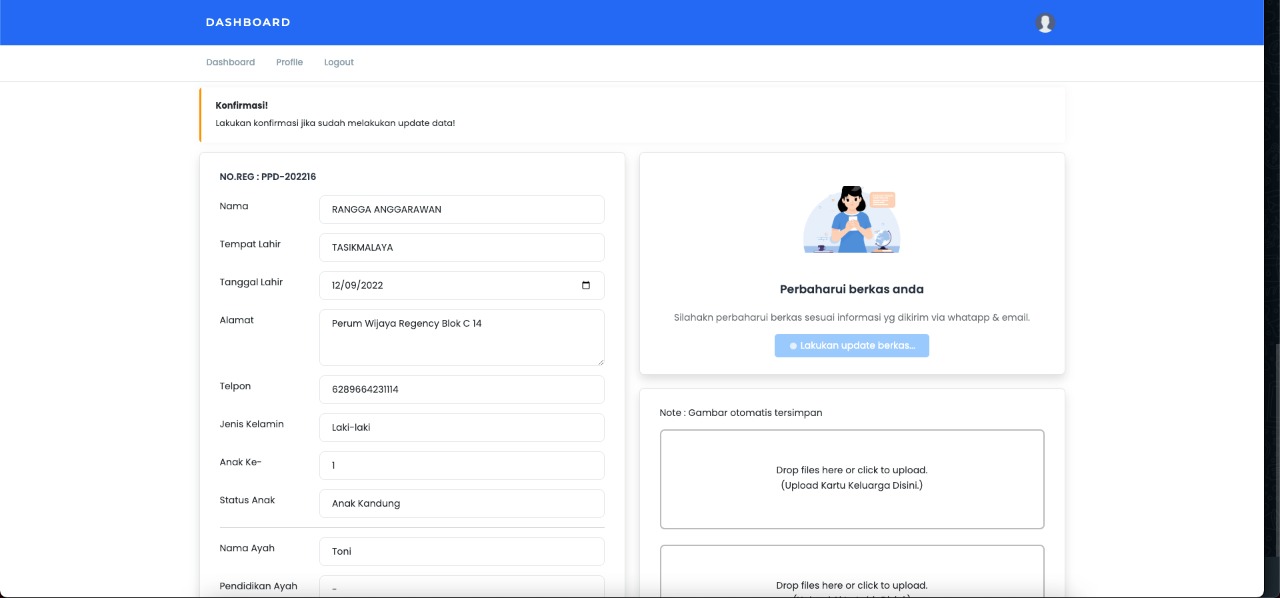 DASHBOARD
Dashboard Profile Logout
Konfirmasi!
Lakukan konfirmasi jika sudah melakukan update data!
NO.REG : PPD-202216
Nama RANGGA ANGGARAWAN
Tempat Lahir TASIKMALAYA
Tanggal Lahir 12/09/2022
Alamat Perum Wijaya Regency Blok C 14
Telpon 6289664231114
Jenis Kelamin Laki-laki
Anak Ke- 1
Status Anak Anak Kandung
Nama Ayah Toni
Pendidikan Ayah -
Perbaharui berkas anda
Silahakn perbaharui berkas sesuai informasi yg dikirim via whatapp & email.
Lakukan update berkas...
Note : Gambar otomatis tersimpan
Drop files here or click to upload.
(Upload Kartu Keluarga Disini.)
Drop files here or click to upload.